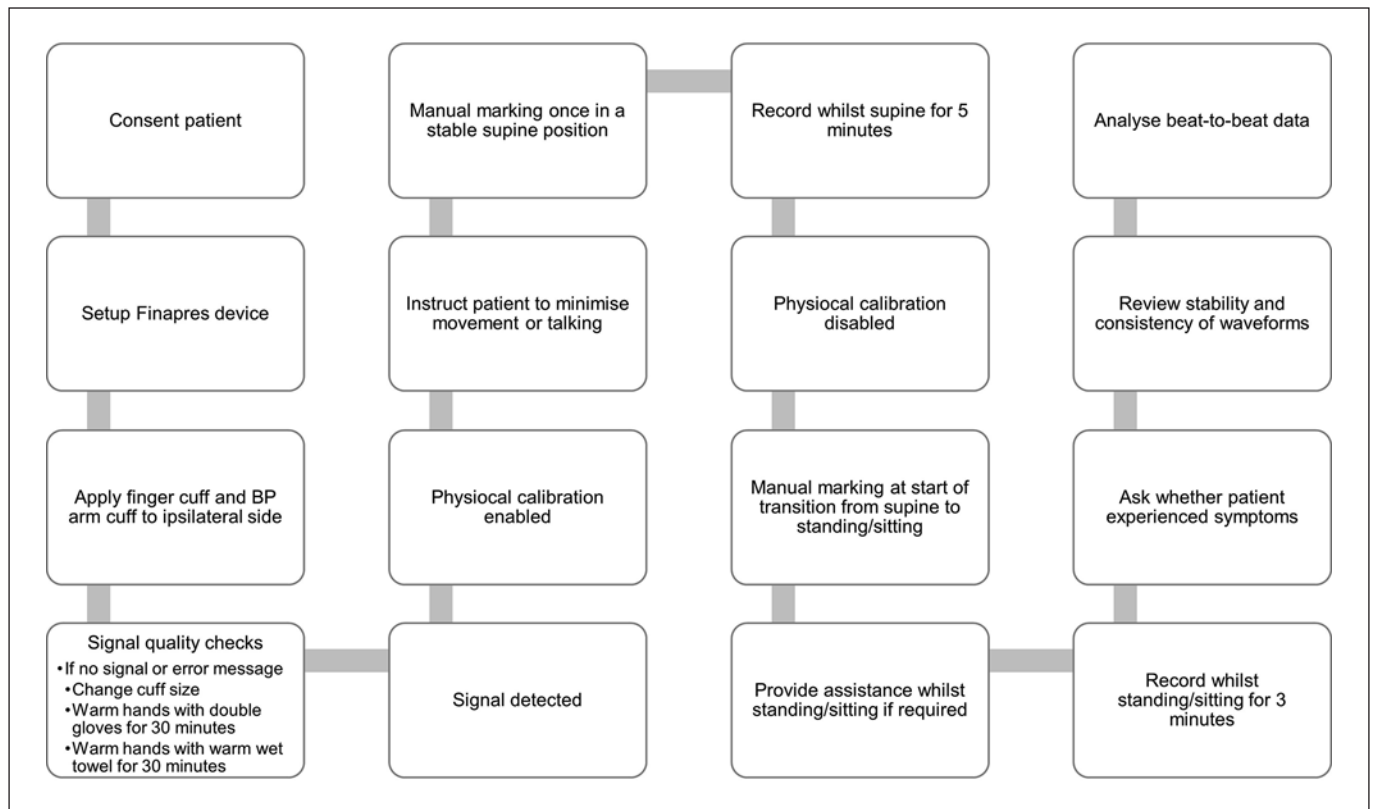 Consent patient
Setup Finapres device
Apply finger cuff and BP
arm cuff to ipsilateral side
Signal quality checks
•If no signal or error message
•Change cuff size
•Warm hands with double
gloves for 30 minutes
•Warm hands with warm wet
towel for 30 minutes
Signal detected
Physiocal calibration
enabled
Instruct patient to minimise
movement or talking
Manual marking once in a
stable supine position
Record whilst supine for 5
minutes
Physiocal calibration
disabled
Manual marking at start of
transition from supine to
standing/sitting
Provide assistance whilst
standing/sitting if required
Record whilst
standing/sitting for 3
minutes
Ask whether patient
experienced symptoms
Review stability and
consistency of waveforms
Analyse beat-to-beat data